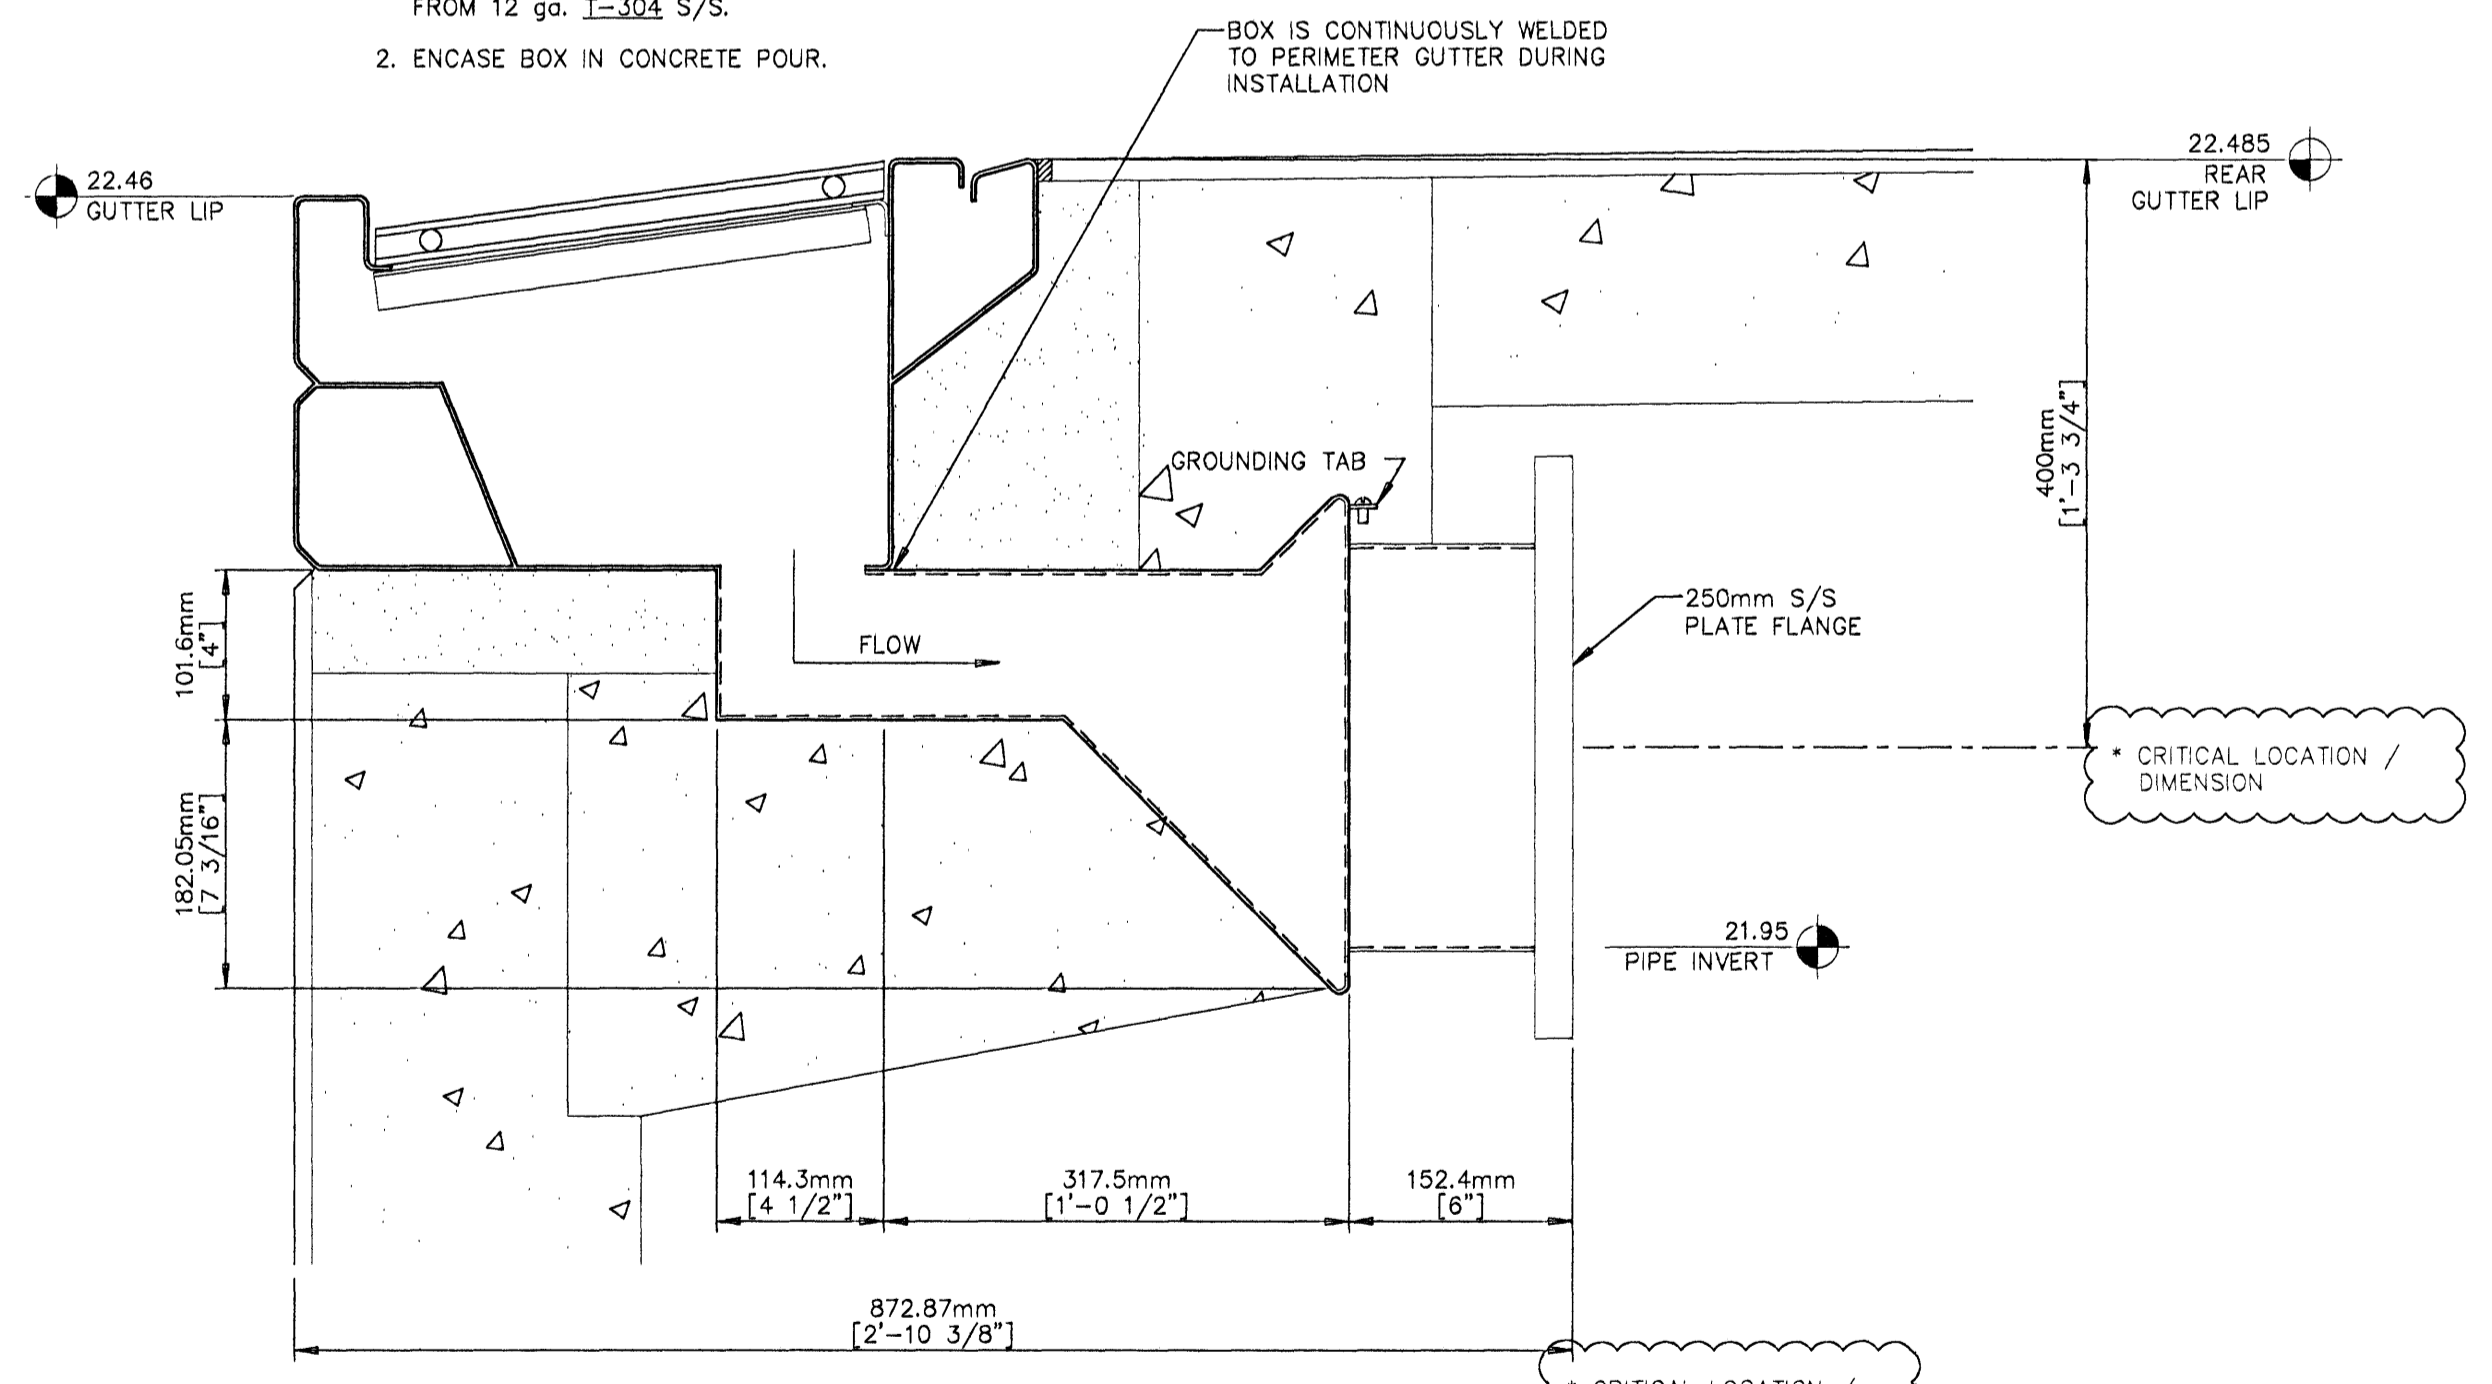 FROM 12 ga. T-304 S/S.
2. ENCASE BOX IN CONCRETE POUR.
BOX IS CONTINUOUSLY WELDED
TO PERIMETER GUTTER DURING
INSTALLATION
22.46
GUTTER LIP
22.485
REAR
GUTTER LIP
400mm
[1'-3 3/4"]
GROUNDING TAB
250mm S/S
PLATE FLANGE
101.6mm
[4"]
FLOW
* CRITICAL LOCATION /
DIMENSION
182.05mm
[7 3/16"]
21.95
PIPE INVERT
114.3mm
[4 1/2"]
317.5mm
[1'-0 1/2"]
152.4mm
[6"]
872.87mm
[2'-10 3/8"]
* CRITICAL LOCATION /